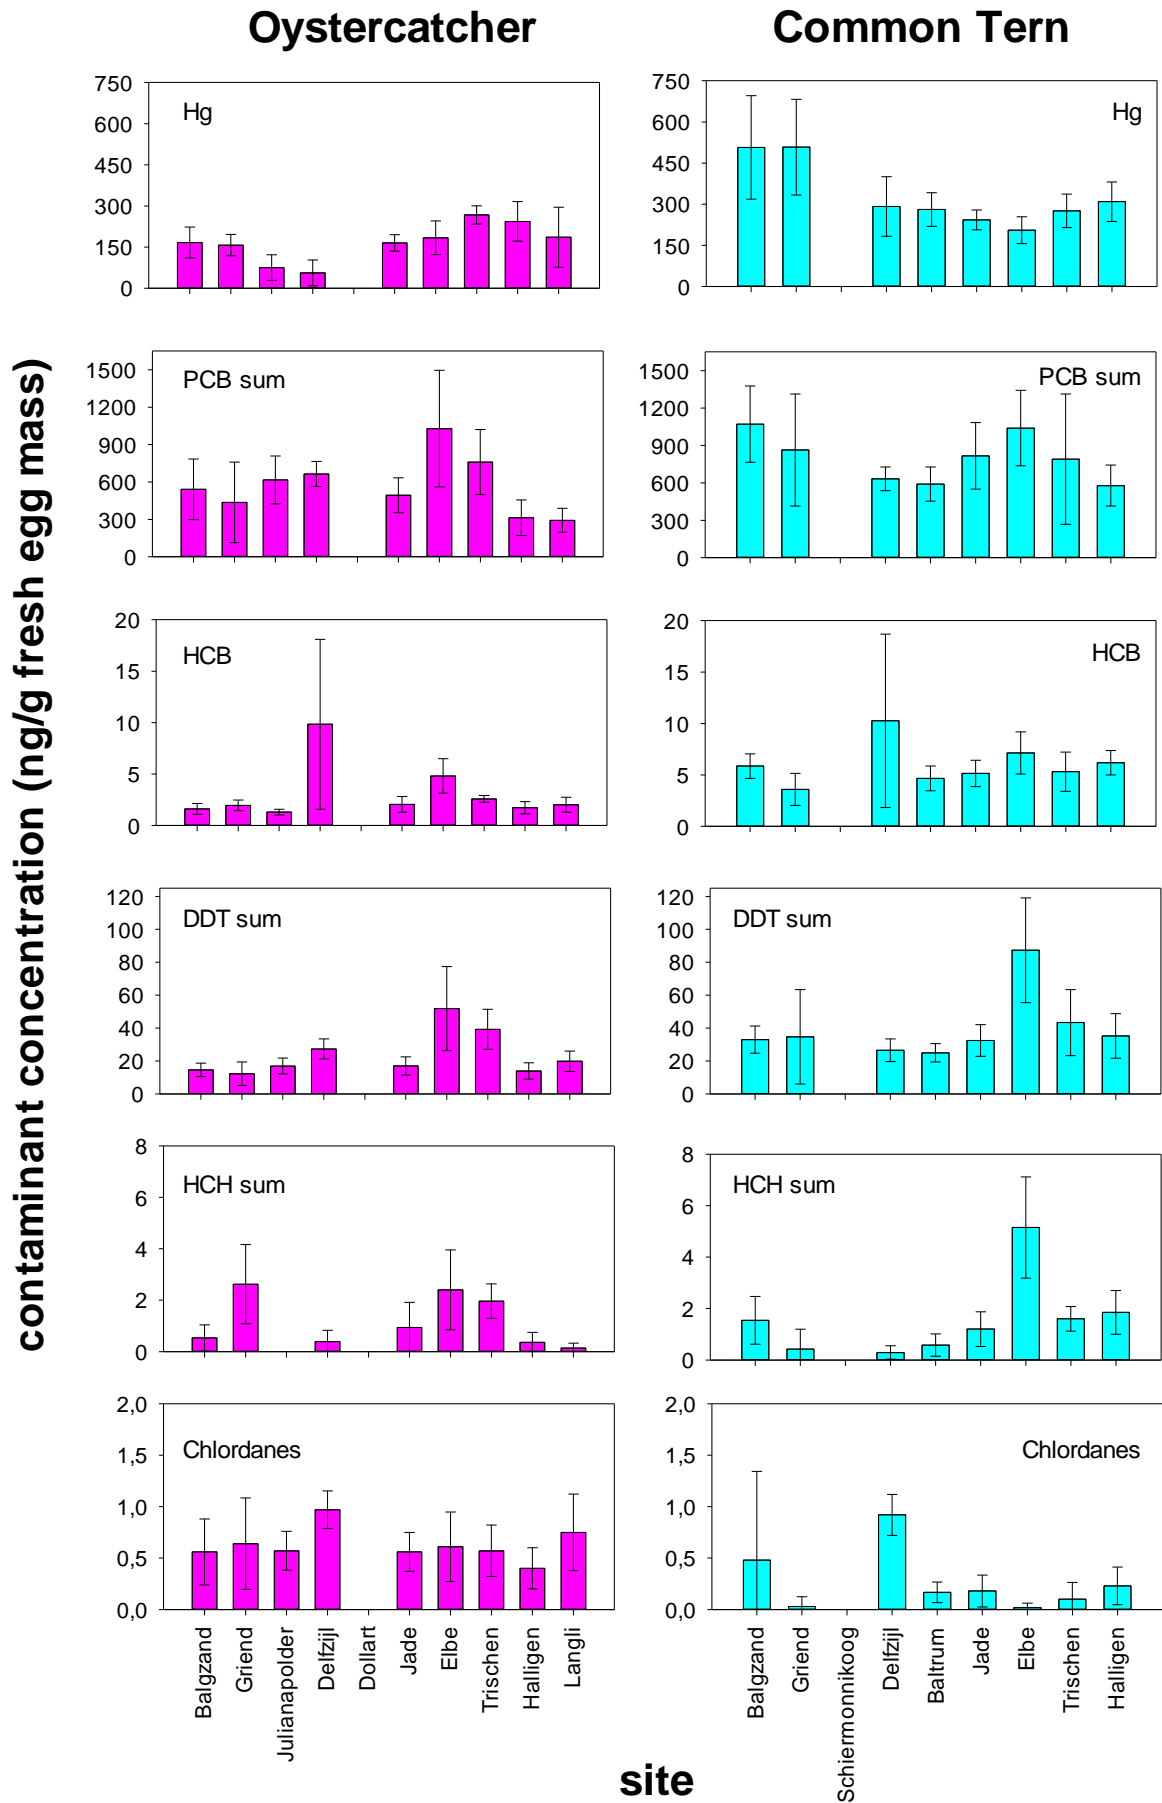 Oystercatcher
Common Tern
contaminant concentration (ng/g fresh egg mass)
750
600
450
300
150
0
Hg
750
600
450
300
150
0
Hg
1500
1200
900
600
300
0
PCB sum
1500
1200
900
600
300
0
PCB sum
20
15
10
5
0
HCB
20
15
10
5
0
HCB
120
100
80
60
40
20
0
DDT sum
120
100
80
60
40
20
0
DDT sum
8
6
4
2
0
HCH sum
8
6
4
2
0
HCH sum
2,0
1,5
1,0
0,5
0,0
Chlordanes
2,0
1,5
1,0
0,5
0,0
Chlordanes
Balgzand
Griend
Julianapolder
Delfzijl
Dollart
Jade
Elbe
Trischen
Halligen
Langli
Balgzand
Griend
Schiermonnikoog
Delfzijl
Baltrum
Jade
Elbe
Trischen
Halligen
site